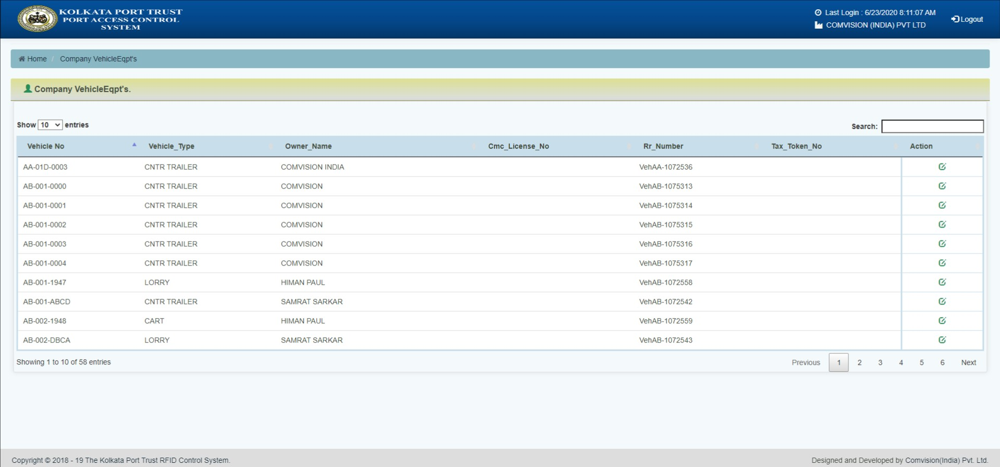 KOLKATA PORT TRUST
PORT ACCESS CONTROL
SYSTEM
Last Login : 6/23/2020 8:11:07 AM
COMVISION (INDIA) PVT LTD
Logout
Home / Company VehicleEqpt's
Company VehicleEqpt's.
Show 10 entries
Search:
Vehicle No Vehicle_Type Owner_Name Cmc_License_No Rr_Number Tax_Token_No Action
AA-01D-0003 CNTR TRAILER COMVISION INDIA VehAA-1072536
AB-001-0000 CNTR TRAILER COMVISION VehAB-1075313
AB-001-0001 CNTR TRAILER COMVISION VehAB-1075314
AB-001-0002 CNTR TRAILER COMVISION VehAB-1075315
AB-001-0003 CNTR TRAILER COMVISION VehAB-1075316
AB-001-0004 CNTR TRAILER COMVISION VehAB-1075317
AB-001-1947 LORRY HIMAN PAUL VehAB-1072558
AB-001-ABCD CNTR TRAILER SAMRAT SARKAR VehAB-1072542
AB-002-1948 CART HIMAN PAUL VehAB-1072559
AB-002-DBCA LORRY SAMRAT SARKAR VehAB-1072543
Showing 1 to 10 of 58 entries
Previous 1 2 3 4 5 6 Next
Copyright © 2018 - 19 The Kolkata Port Trust RFID Control System.
Designed and Developed by Comvision(India) Pvt. Ltd.